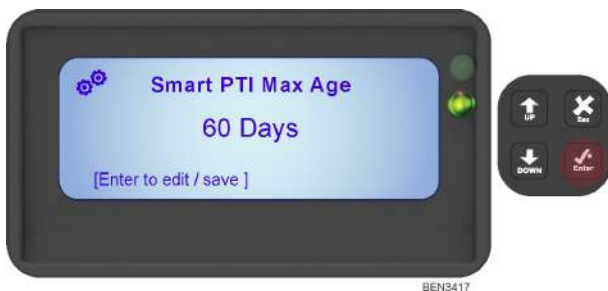 Smart PTI Max Age
60 Days
[Enter to edit / save ]
UP
Esc
DOWN
Enter
BEN3417